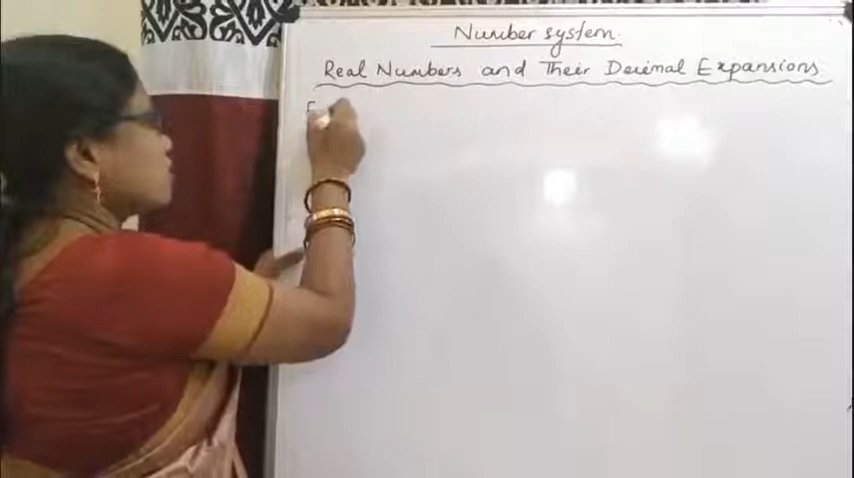 Number system.
Real Numbers and Their Decimal Expansions